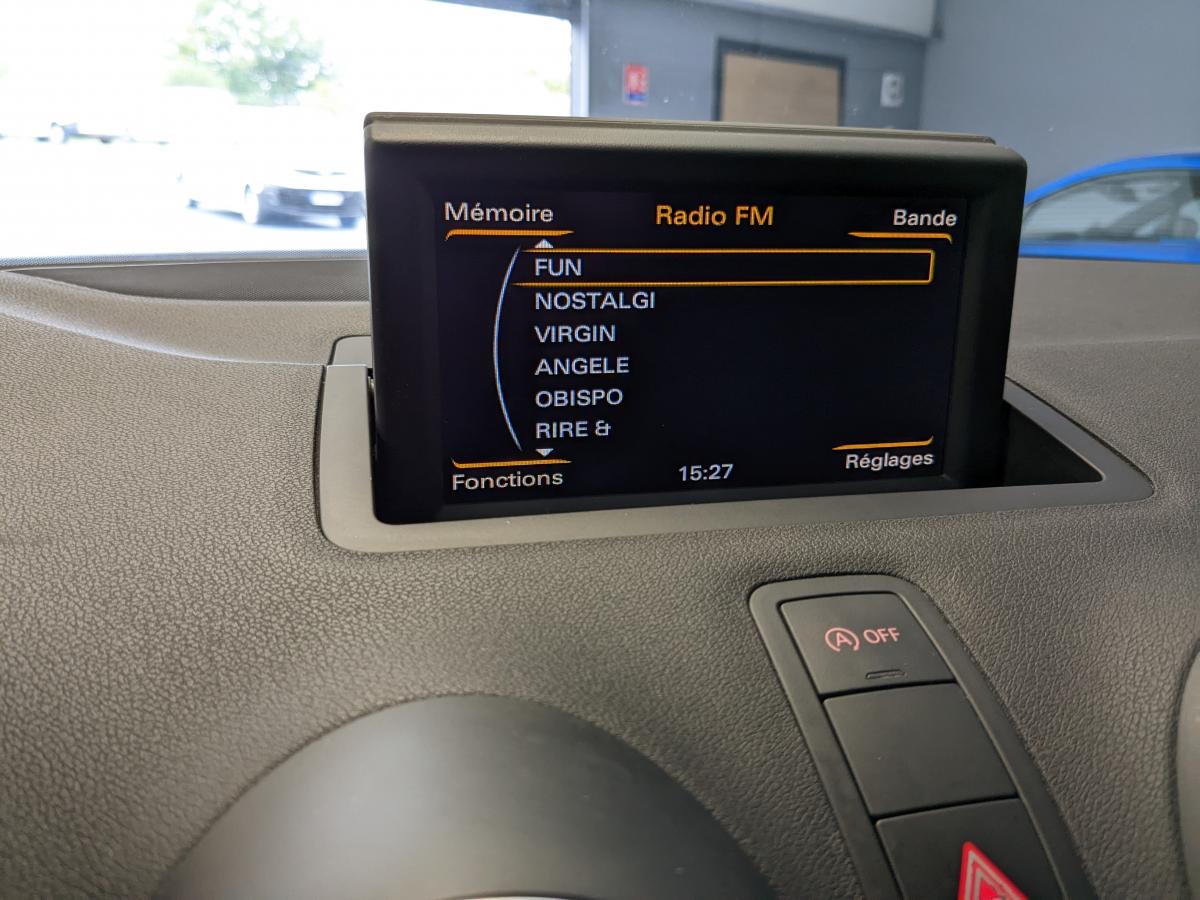 Mémoire Radio FM Bande
FUN
NOSTALGI
VIRGIN
ANGELE
OBISPO
RIRE &
Fonctions 15:27 Réglages
A OFF